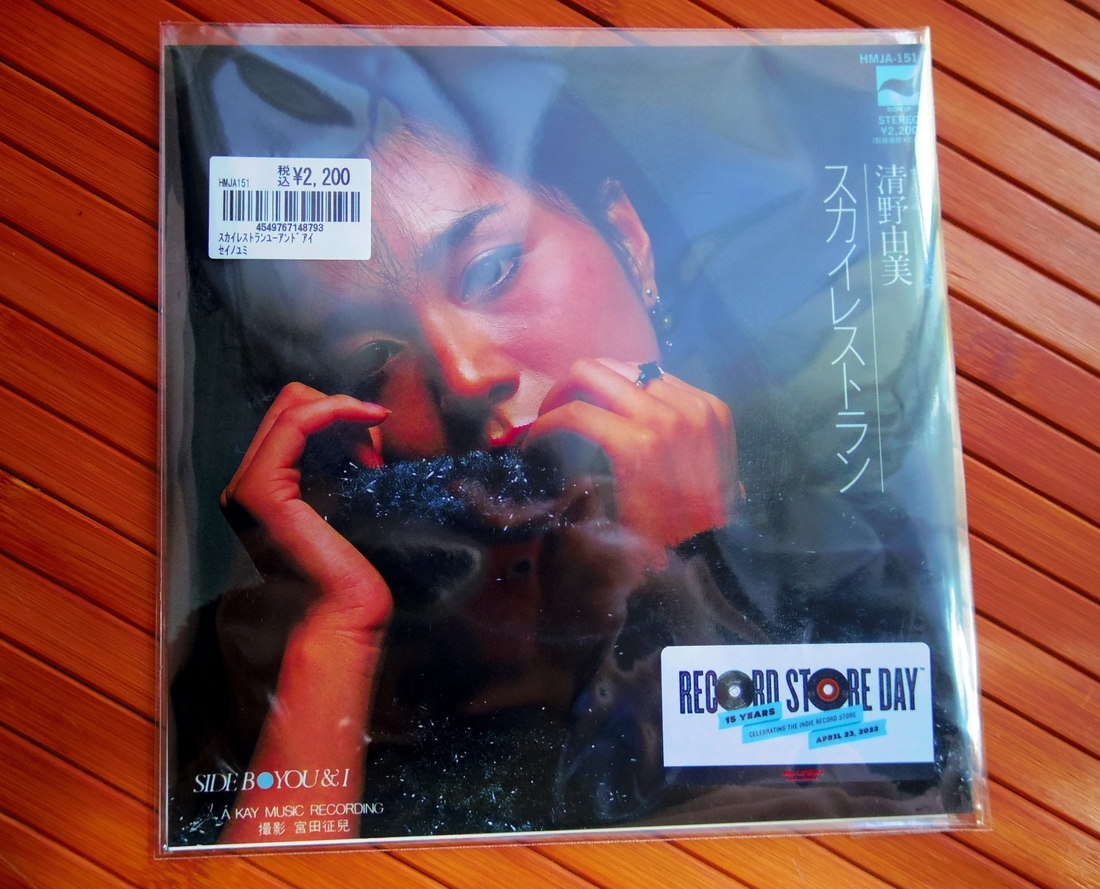 HMJA-151
STEREO
¥2,200
清野由美
スカイレストラン
HMJA151
税込 ¥2,200
4549767148793
スカイレストランユーアンドアイ
セイノユミ
RECORD STORE DAY™
15 YEARS
CELEBRATING THE INDIE RECORD STORE
APRIL 23, 2022
SIDE B●YOU & I
A KAY MUSIC RECORDING
撮影 宮田征兒